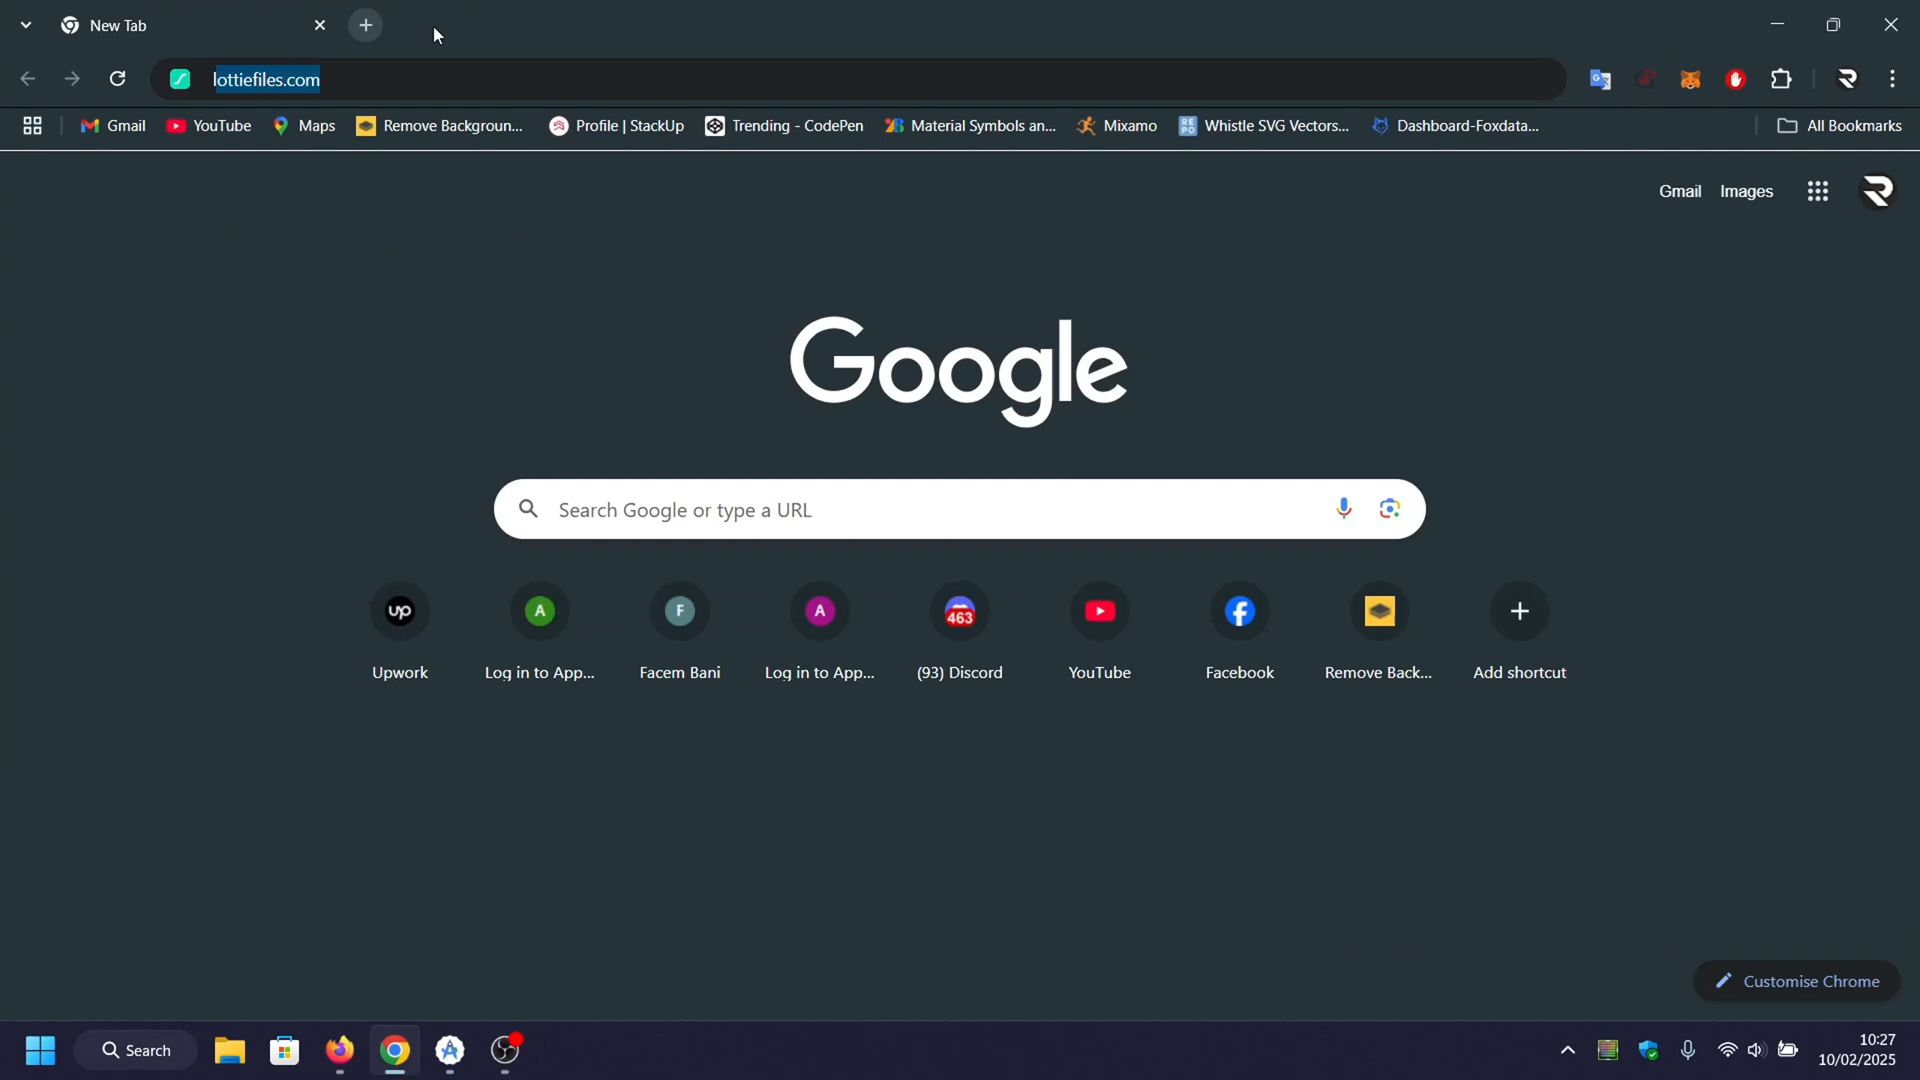 New Tab
lottiefiles.com
Gmail
YouTube
Maps
Remove Backgroun...
Profile | StackUp
Trending - CodePen
Material Symbols an...
Mixamo
REPO
Whistle SVG Vectors...
Dashboard-Foxdata...
All Bookmarks
Gmail
Images
Google
Search Google or type a URL
up
A
F
A
463
Upwork
Log in to App...
Facem Bani
Log in to App...
(93) Discord
YouTube
Facebook
Remove Back...
Add shortcut
Customise Chrome
Search
10:27
10/02/2025